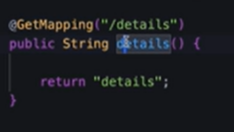 @GetMapping("/details")
public String details() {
return "details";
}